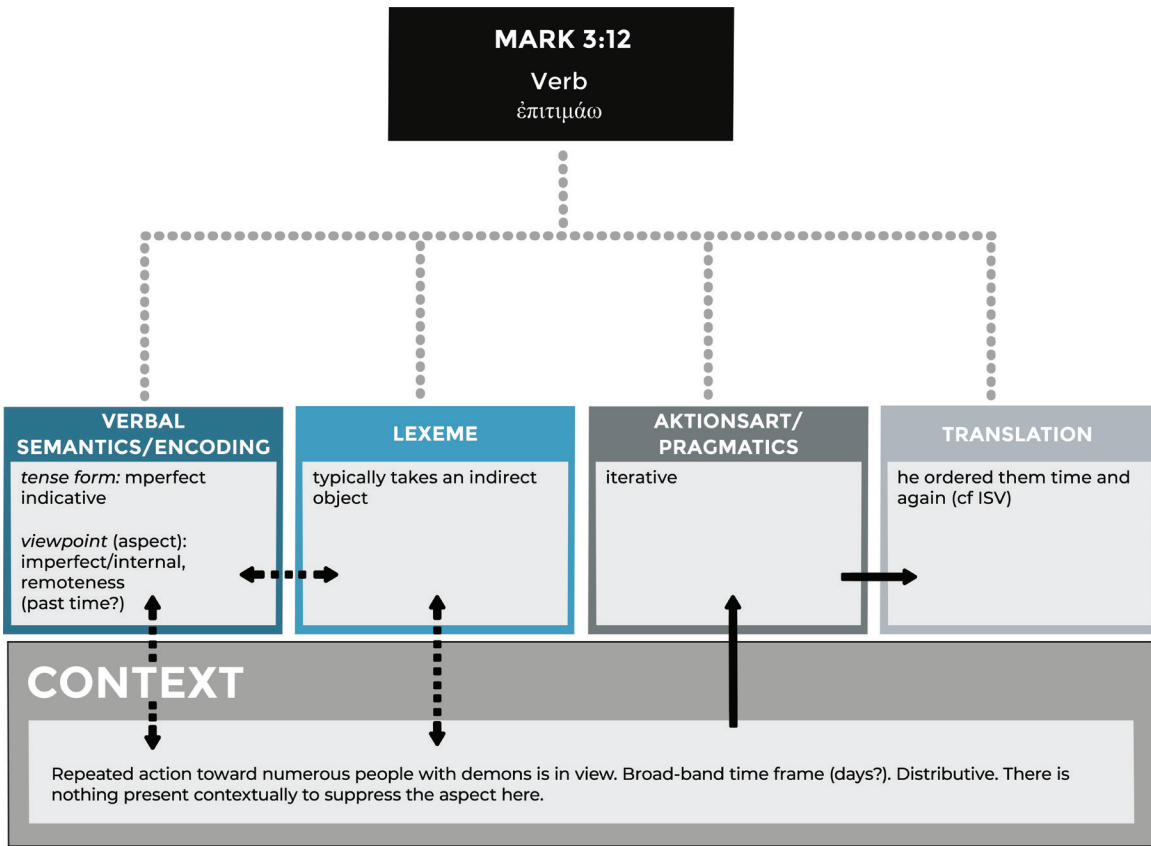 MARK 3:12
Verb
ἐπιτιμάω
VERBAL
SEMANTICS/ENCODING
tense form: mperfect
indicative
viewpoint (aspect):
imperfect/internal,
remoteness
(past time?)
LEXEME
typically takes an indirect
object
AKTIONSART/
PRAGMATICS
iterative
TRANSLATION
he ordered them time and
again (cf ISV)
CONTEXT
Repeated action toward numerous people with demons is in view. Broad-band time frame (days?). Distributive. There is
nothing present contextually to suppress the aspect here.